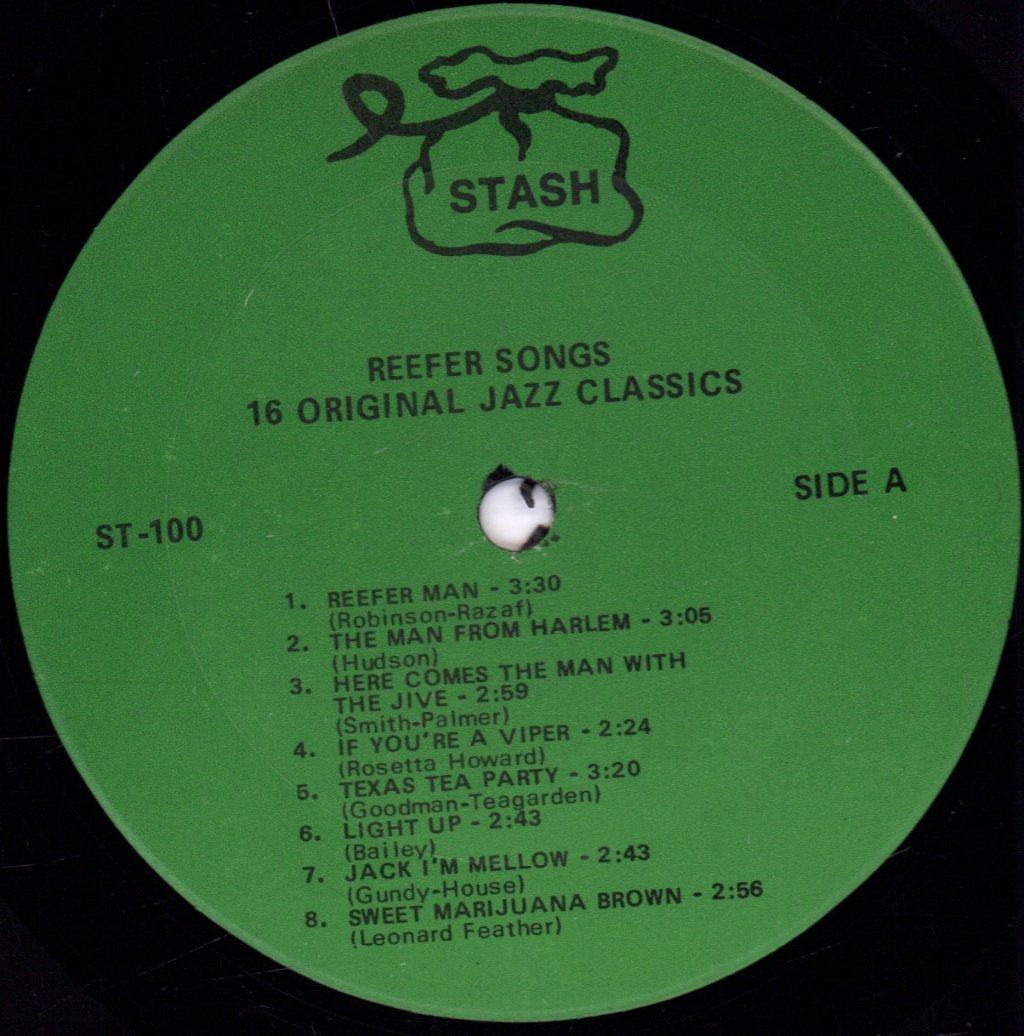 STASH
REEFER SONGS
16 ORIGINAL JAZZ CLASSICS
SIDE A
ST-100
1. REEFER MAN - 3:30
(Robinson-Razaf)
2. THE MAN FROM HARLEM - 3:05
(Hudson)
3. HERE COMES THE MAN WITH
THE JIVE - 2:59
(Smith-Palmer)
4. IF YOU'RE A VIPER - 2:24
(Rosetta Howard)
5. TEXAS TEA PARTY - 3:20
(Goodman-Teagarden)
6. LIGHT UP - 2:43
(Bailey)
7. JACK I'M MELLOW - 2:43
(Gundy-House)
8. SWEET MARIJUANA BROWN - 2:56
(Leonard Feather)